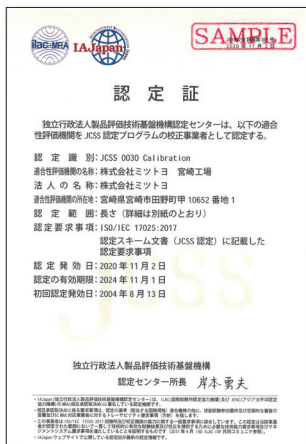 ilac-MRA
IAJapan
SAMPLE
2020年11月2日
認定証
独立行政法人製品評価技術基盤機構認定センターは、以下の適合
性評価機関を JCSS 認定プログラムの校正事業者として認定する。
認定識別:JCSS 0030 Calibration
適合性評価機関の名称:株式会社ミツトヨ 宮崎工場
法人の名称:株式会社ミツトヨ
適合性評価機関の所在地:宮崎県宮崎市田野町甲 10652 番地 1
認定範囲:長さ(詳細は別紙のとおり)
認定要求事項:ISO/IEC 17025:2017
認定スキーム文書(JCSS 認定)に記載した
認定要求事項
認定発効日:2020 年 11 月 2 日
認定の有効期限:2024 年 11 月 1 日
初回認定発効日:2004 年 8 月 13 日
JCSS
独立行政法人製品評価技術基盤機構
認定センター所長 岸本勇夫